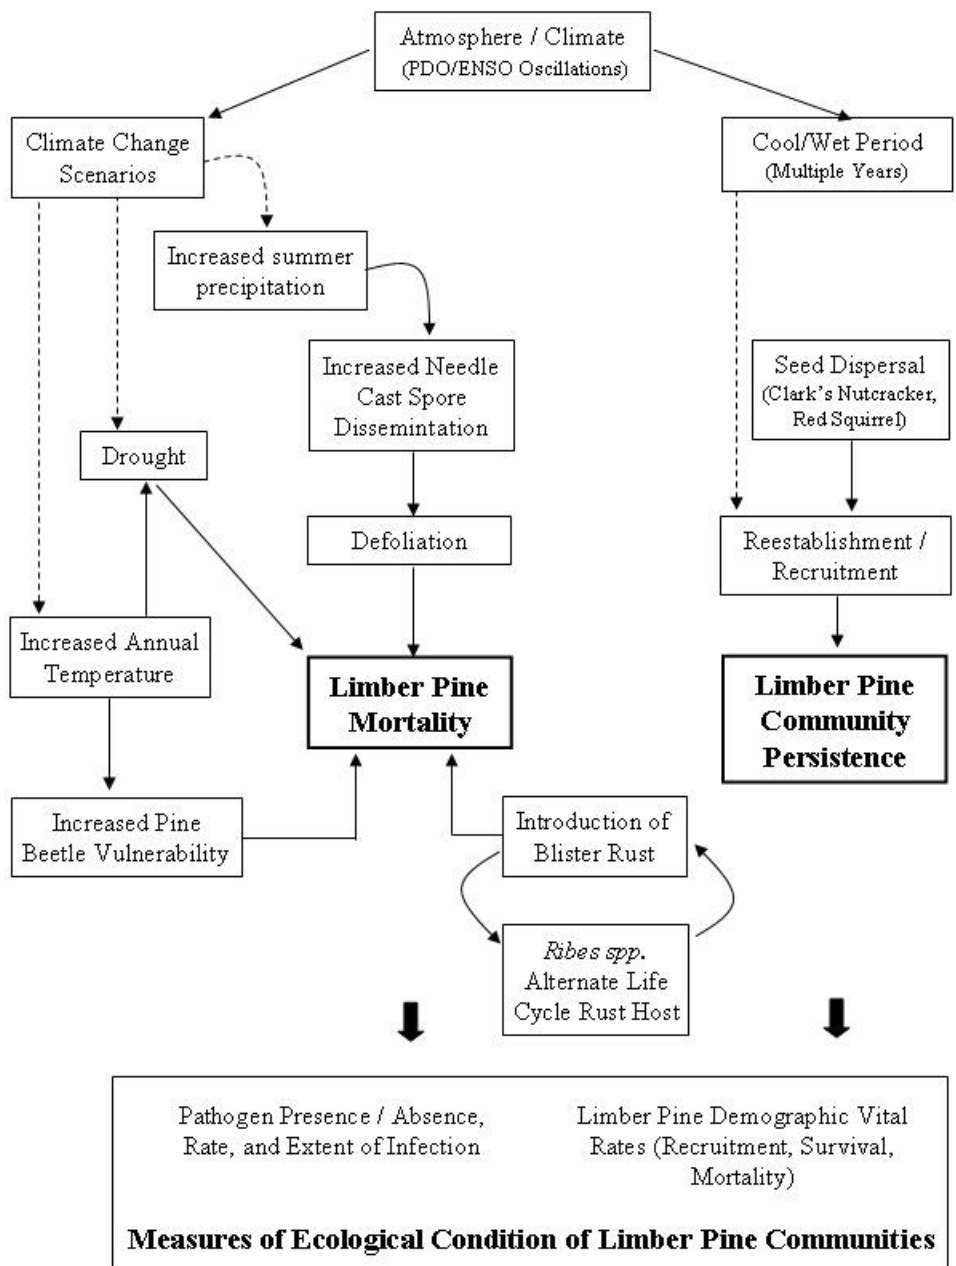 Atmosphere / Climate
(PDO/ENSO Oscillations)
Climate Change
Scenarios
Cool/Wet Period
(Multiple Years)
Increased summer
precipitation
Increased Needle
Cast Spore
Dissemintation
Seed Dispersal
(Clark's Nutcracker,
Red Squirrel)
Drought
Defoliation
Reestablishment /
Recruitment
Increased Annual
Temperature
Limber Pine
Mortality
Limber Pine
Community
Persistence
Increased Pine
Beetle Vulnerability
Introduction of
Blister Rust
Ribes spp.
Alternate Life
Cycle Rust Host
Pathogen Presence / Absence,
Rate, and Extent of Infection
Limber Pine Demographic Vital
Rates (Recruitment, Survival,
Mortality)
Measures of Ecological Condition of Limber Pine Communities